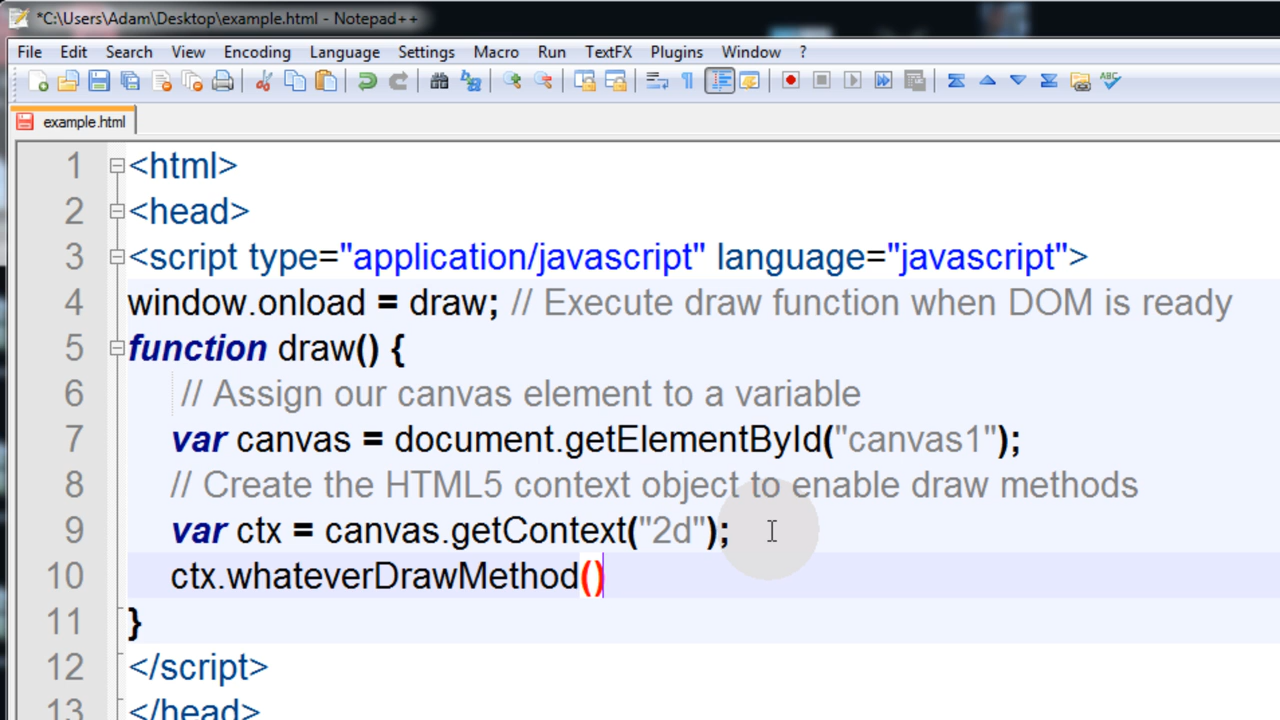 *C:\Users\Adam\Desktop\example.html - Notepad++
File Edit Search View Encoding Language Settings Macro Run TextFX Plugins Window ?
example.html
1 <html>
2 <head>
3 <script type="application/javascript" language="javascript">
4 window.onload = draw; // Execute draw function when DOM is ready
5 function draw() {
6 // Assign our canvas element to a variable
7 var canvas = document.getElementById("canvas1");
8 // Create the HTML5 context object to enable draw methods
9 var ctx = canvas.getContext("2d");
10 ctx.whateverDrawMethod()
11 }
12 </script>
13 </head>